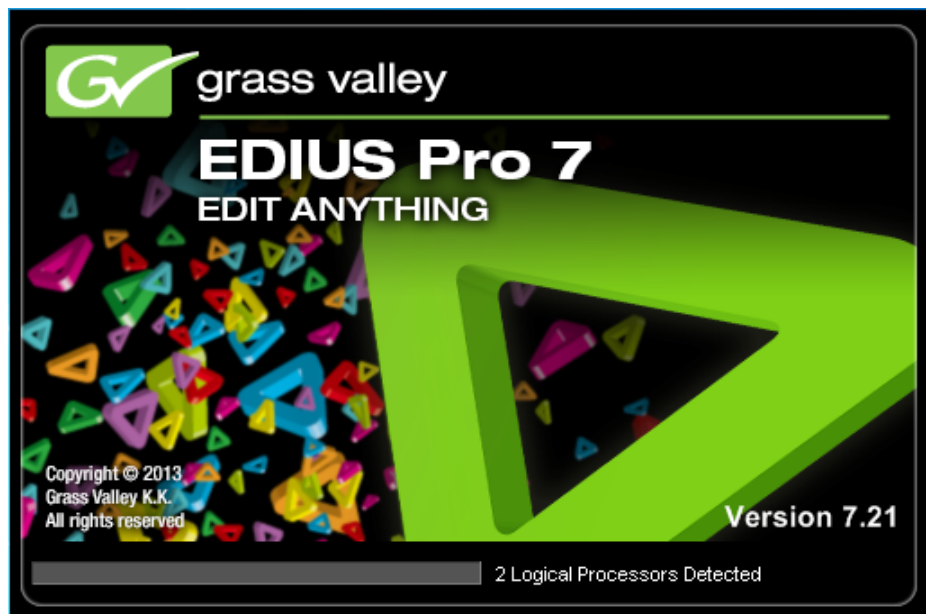 GV
grass valley
EDIUS Pro 7
EDIT ANYTHING
Copyright © 2013
Grass Valley K.K.
All rights reserved
Version 7.21
2 Logical Processors Detected